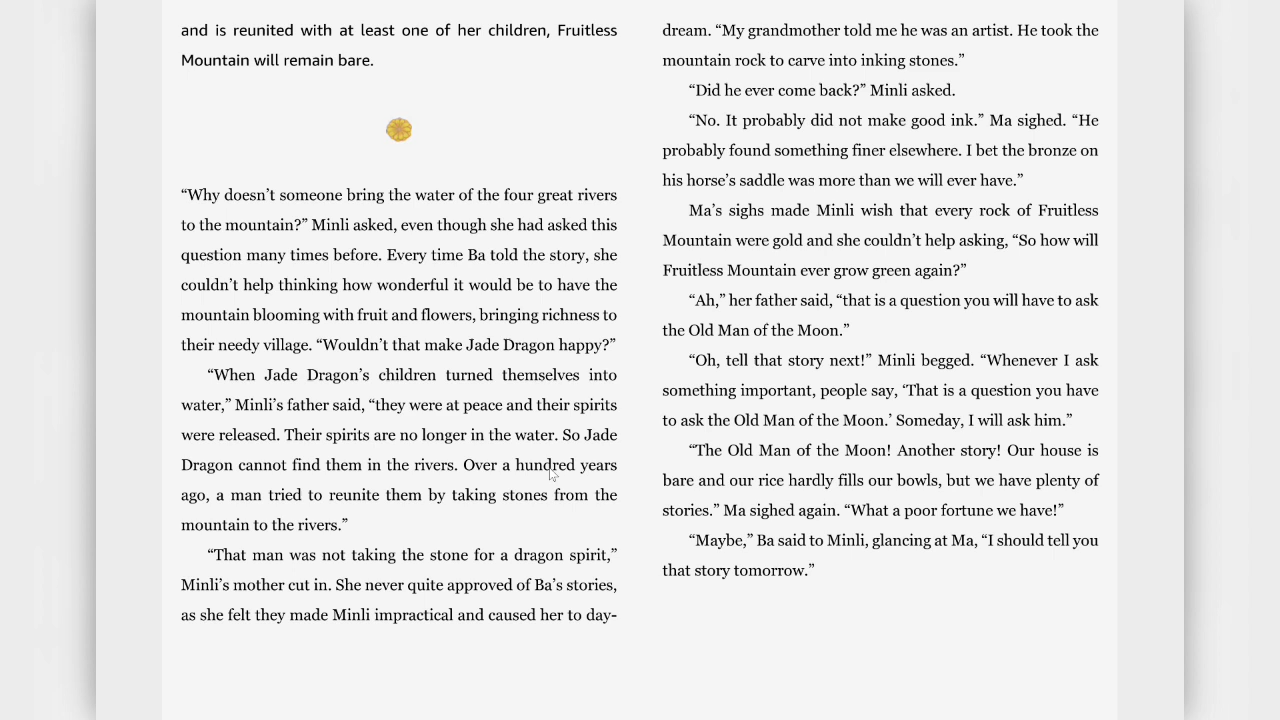 and is reunited with at least one of her children, Fruitless
Mountain will remain bare.
“Why doesn’t someone bring the water of the four great rivers
to the mountain?” Minli asked, even though she had asked this
question many times before. Every time Ba told the story, she
couldn’t help thinking how wonderful it would be to have the
mountain blooming with fruit and flowers, bringing richness to
their needy village. “Wouldn’t that make Jade Dragon happy?”
“When Jade Dragon’s children turned themselves into
water,” Minli’s father said, “they were at peace and their spirits
were released. Their spirits are no longer in the water. So Jade
Dragon cannot find them in the rivers. Over a hundred years
ago, a man tried to reunite them by taking stones from the
mountain to the rivers.”
“That man was not taking the stone for a dragon spirit,”
Minli’s mother cut in. She never quite approved of Ba’s stories,
as she felt they made Minli impractical and caused her to day-
dream. “My grandmother told me he was an artist. He took the
mountain rock to carve into inking stones.”
“Did he ever come back?” Minli asked.
“No. It probably did not make good ink.” Ma sighed. “He
probably found something finer elsewhere. I bet the bronze on
his horse’s saddle was more than we will ever have.”
Ma’s sighs made Minli wish that every rock of Fruitless
Mountain were gold and she couldn’t help asking, “So how will
Fruitless Mountain ever grow green again?”
“Ah,” her father said, “that is a question you will have to ask
the Old Man of the Moon.”
“Oh, tell that story next!” Minli begged. “Whenever I ask
something important, people say, ‘That is a question you have
to ask the Old Man of the Moon.’ Someday, I will ask him.”
“The Old Man of the Moon! Another story! Our house is
bare and our rice hardly fills our bowls, but we have plenty of
stories.” Ma sighed again. “What a poor fortune we have!”
“Maybe,” Ba said to Minli, glancing at Ma, “I should tell you
that story tomorrow.”